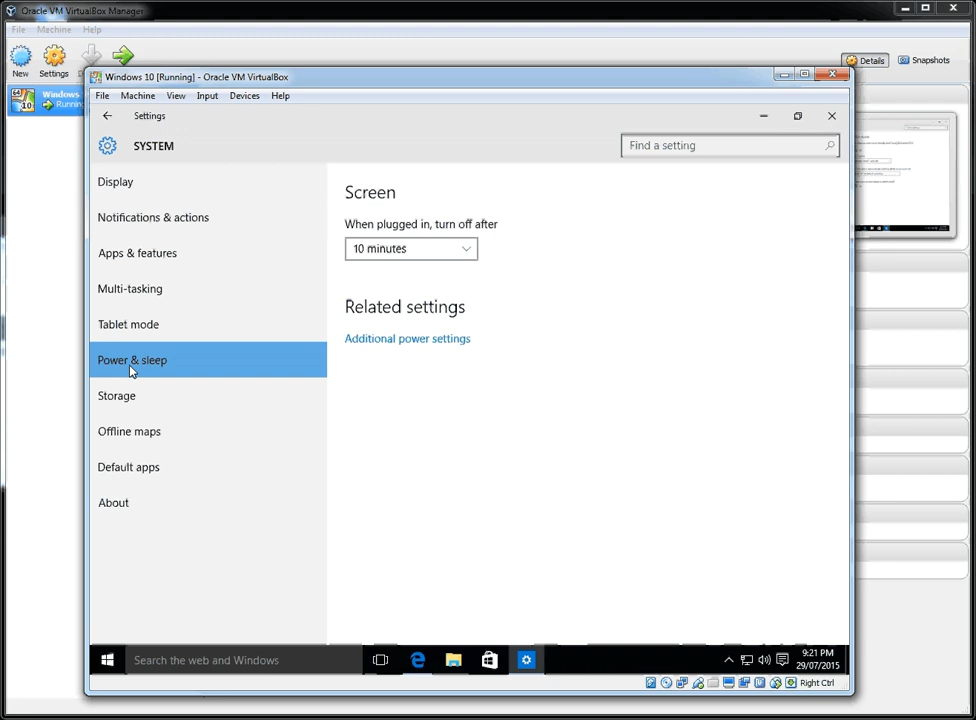 Oracle VM VirtualBox Manager
File Machine Help
New Settings
Details Snapshots
Windows
Running
Windows 10 [Running] - Oracle VM VirtualBox
File Machine View Input Devices Help
Settings
SYSTEM
Find a setting
Display
Notifications & actions
Apps & features
Multi-tasking
Tablet mode
Power & sleep
Storage
Offline maps
Default apps
About
Screen
When plugged in, turn off after
10 minutes
Related settings
Additional power settings
Search the web and Windows
9:21 PM
29/07/2015
Right Ctrl